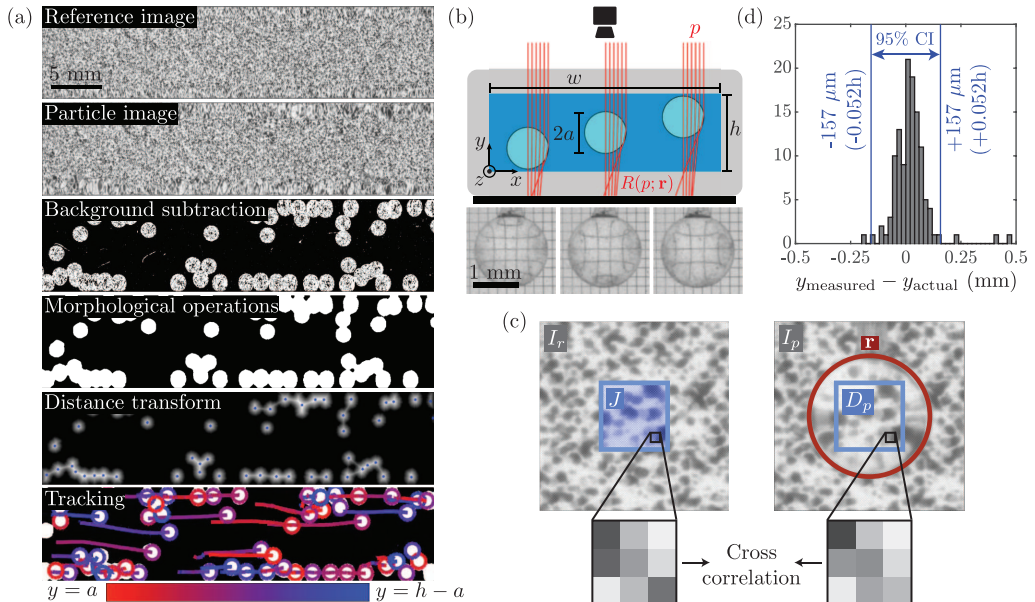 (a)
Reference image
5 mm
Particle image
Background subtraction
Morphological operations
Distance transform
Tracking
y = a
y = h − a
(b)
p
w
2a
h
y
z
x
R(p; r)
1 mm
(c)
I_r
J
I_p
r
D_p
Cross
correlation
(d)
95% CI
-157 μm
(-0.052h)
+157 μm
(+0.052h)
25
20
15
10
5
0
-0.5
-0.25
0
0.25
0.5
y_measured − y_actual (mm)